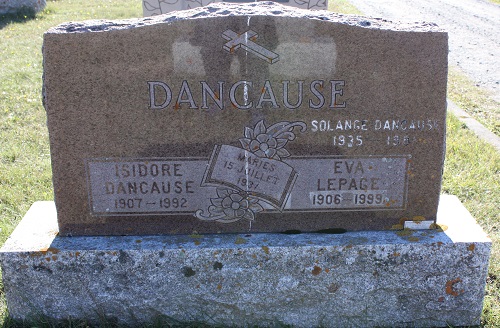 DANCAUSE
SOLANGE DANCAUSE
1935
MARIÉS
15 JUILLET
ISIDORE
DANCAUSE
1907 – 1992
EVA
LEPAGE
1906 – 1999